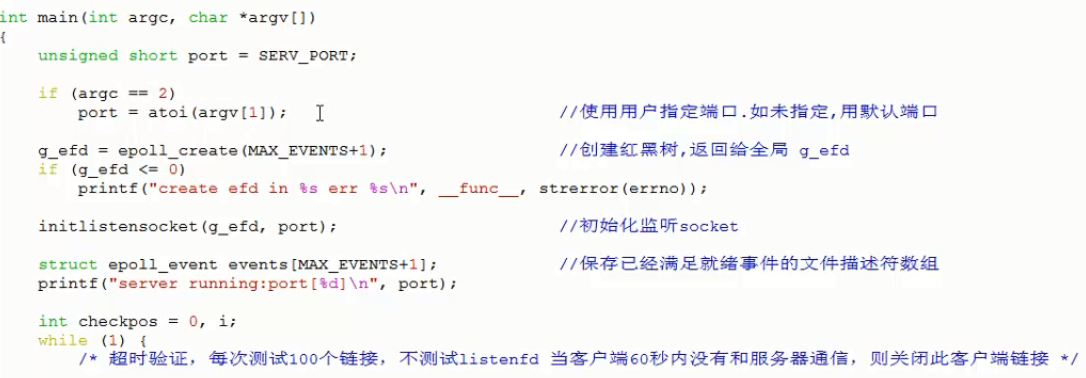 int main(int argc, char *argv[])
{
unsigned short port = SERV_PORT;
if (argc == 2)
port = atoi(argv[1]); //使用用户指定端口.如未指定,用默认端口
g_efd = epoll_create(MAX_EVENTS+1); //创建红黑树,返回给全局 g_efd
if (g_efd <= 0)
printf("create efd in %s err %s\n", __func__, strerror(errno));
initlistensocket(g_efd, port); //初始化监听socket
struct epoll_event events[MAX_EVENTS+1]; //保存已经满足就绪事件的文件描述符数组
printf("server running:port[%d]\n", port);
int checkpos = 0, i;
while (1) {
/* 超时验证，每次测试100个链接，不测试listenfd 当客户端60秒内没有和服务器通信，则关闭此客户端链接 */